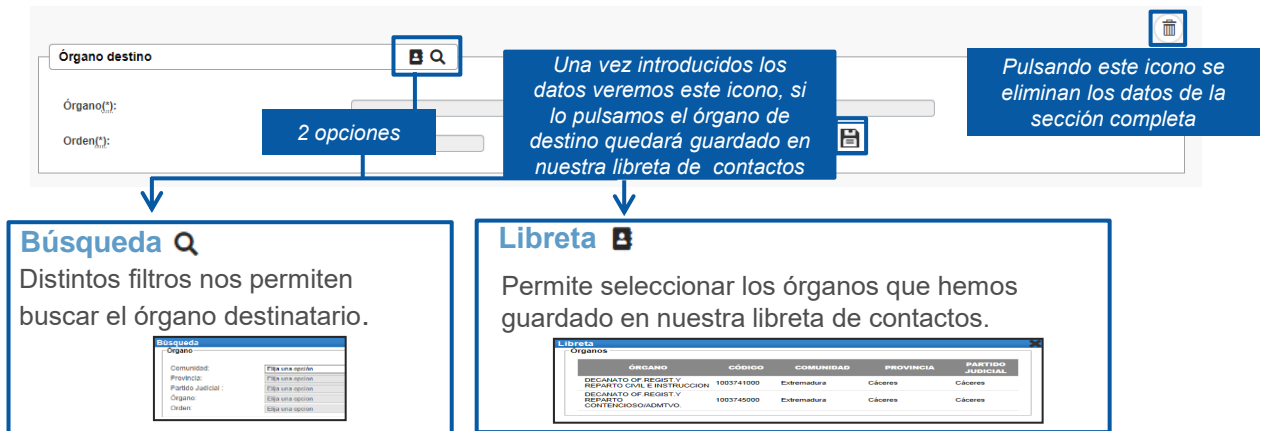 Órgano destino
Órgano(*):
Orden(*):
2 opciones
Una vez introducidos los
datos veremos este icono, si
lo pulsamos el órgano de
destino quedará guardado en
nuestra libreta de contactos
Pulsando este icono se
eliminan los datos de la
sección completa
Búsqueda
Distintos filtros nos permiten
buscar el órgano destinatario.
Búsqueda
Órgano
Comunidad: Elija una opción
Provincia: Elija una opcion
Partido Judicial : Elija una opcion
Órgano: Elija una opcion
Orden: Elija una opcion
Libreta
Permite seleccionar los órganos que hemos
guardado en nuestra libreta de contactos.
Libreta
Organos
ÓRGANO CÓDIGO COMUNIDAD PROVINCIA PARTIDO
JUDICIAL
DECANATO OF.REGIST.Y
REPARTO CIVIL E INSTRUCCION 1003741000 Extremadura Cáceres Cáceres
DECANATO OF.REGIST.Y
REPARTO 1003745000 Extremadura Cáceres Cáceres
CONTENCIOSO/ADMTVO.